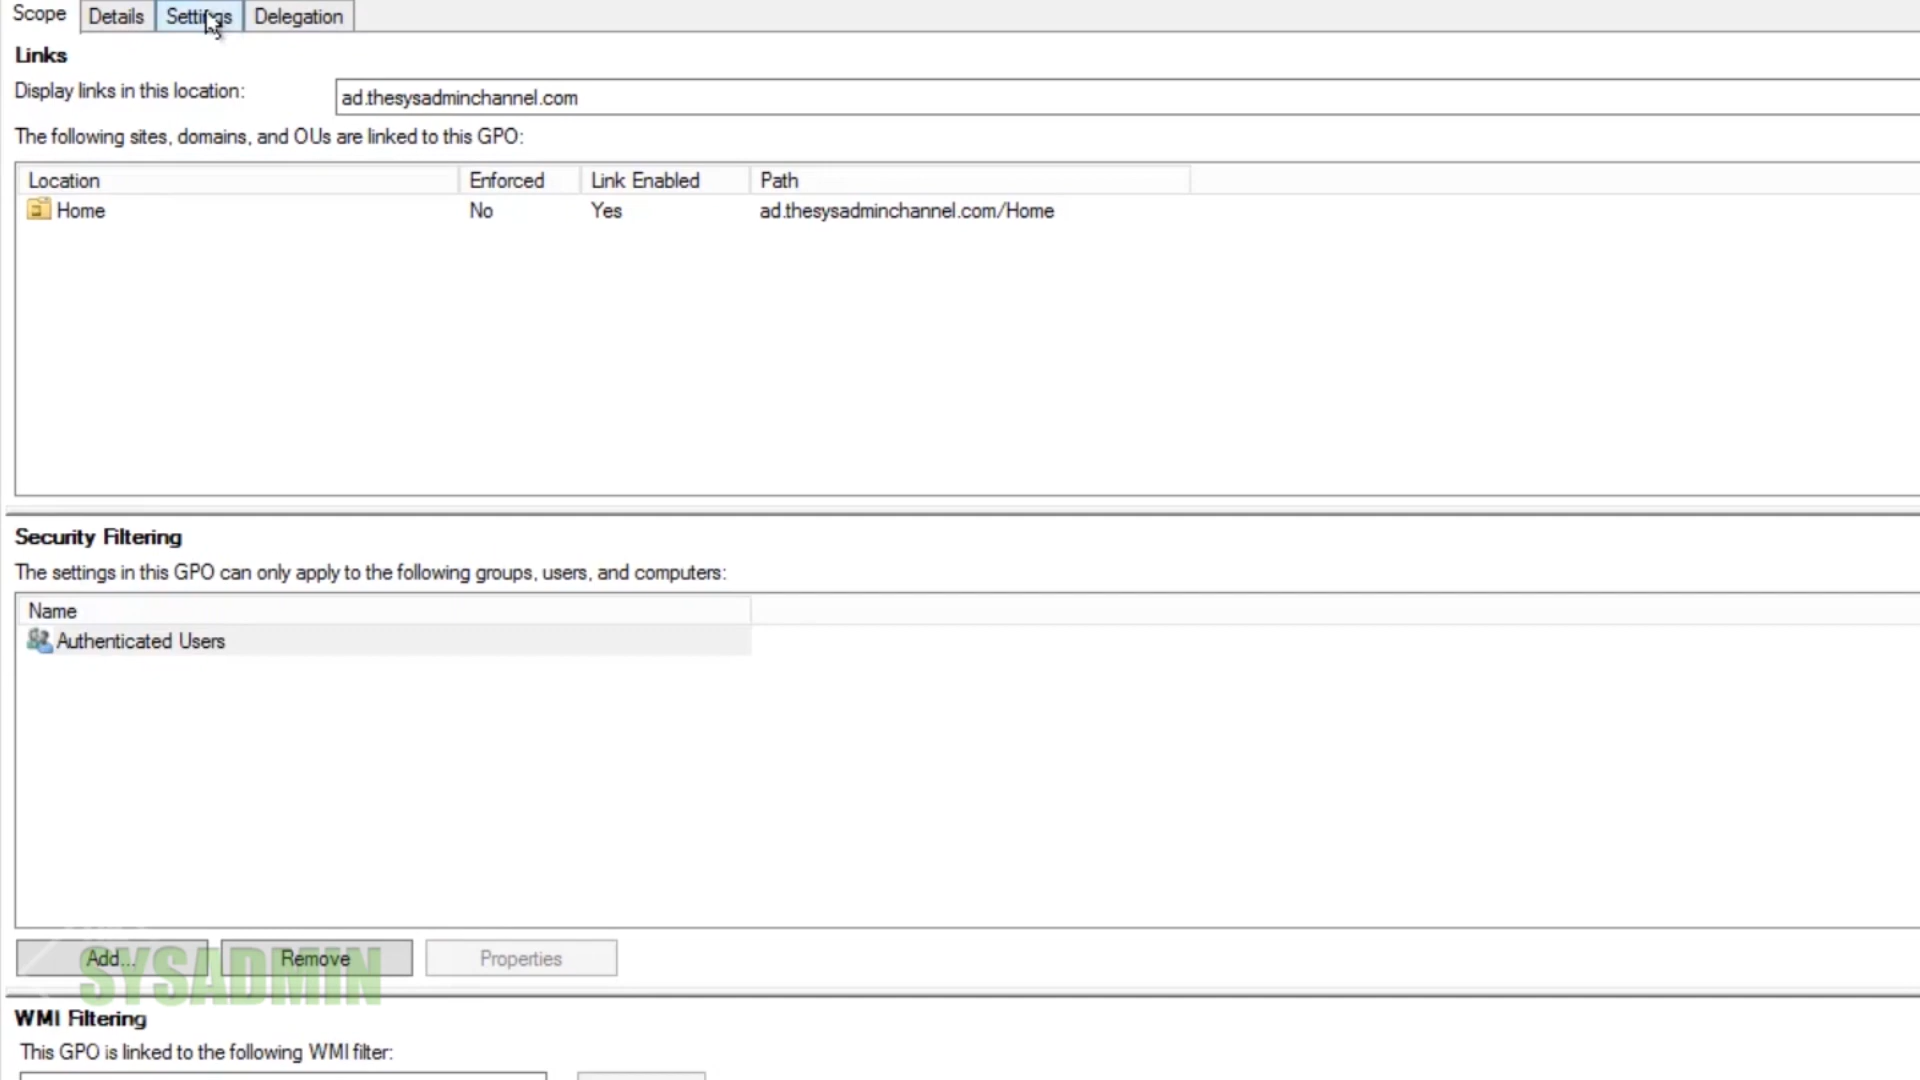 Scope Details Settings Delegation
Links
Display links in this location: ad.thesysadminchannel.com
The following sites, domains, and OUs are linked to this GPO:
Location Enforced Link Enabled Path
Home No Yes ad.thesysadminchannel.com/Home
Security Filtering
The settings in this GPO can only apply to the following groups, users, and computers:
Name
Authenticated Users
Add... Remove Properties
SYSADMIN
WMI Filtering
This GPO is linked to the following WMI filter: